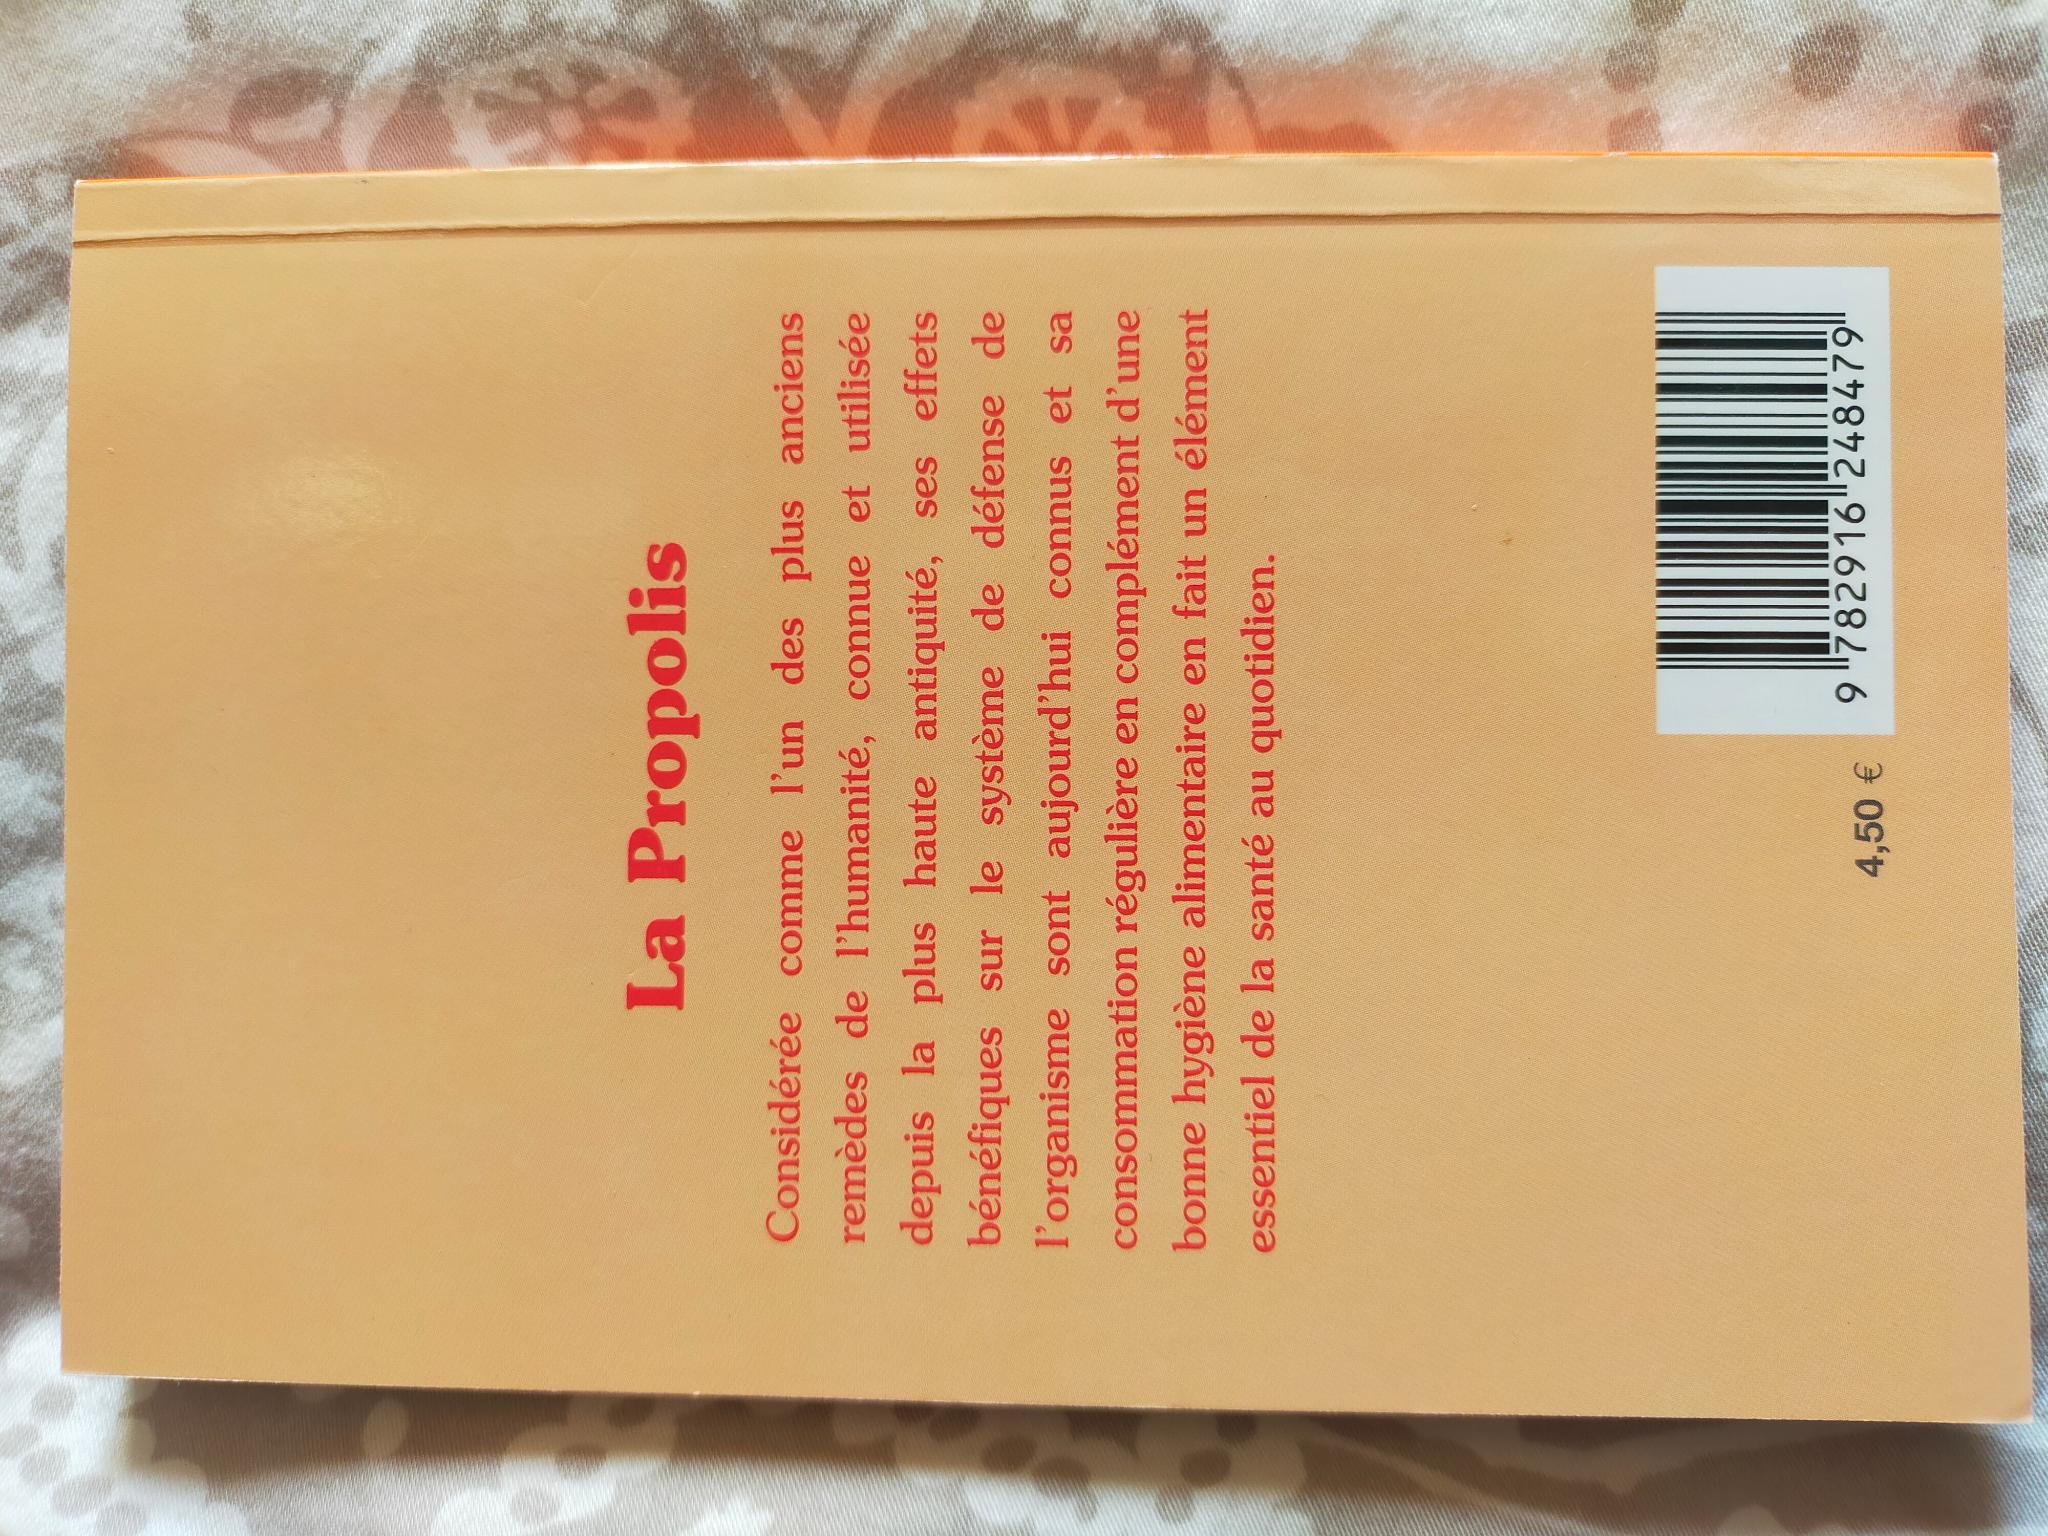 La Propolis
Considérée comme l'un des plus anciens
remèdes de l'humanité, connue et utilisée
depuis la plus haute antiquité, ses effets
bénéfiques sur le système de défense de
l'organisme sont aujourd'hui connus et sa
consommation régulière en complément d'une
bonne hygiène alimentaire en fait un élément
essentiel de la santé au quotidien.
4,50 €
9 782916 248479